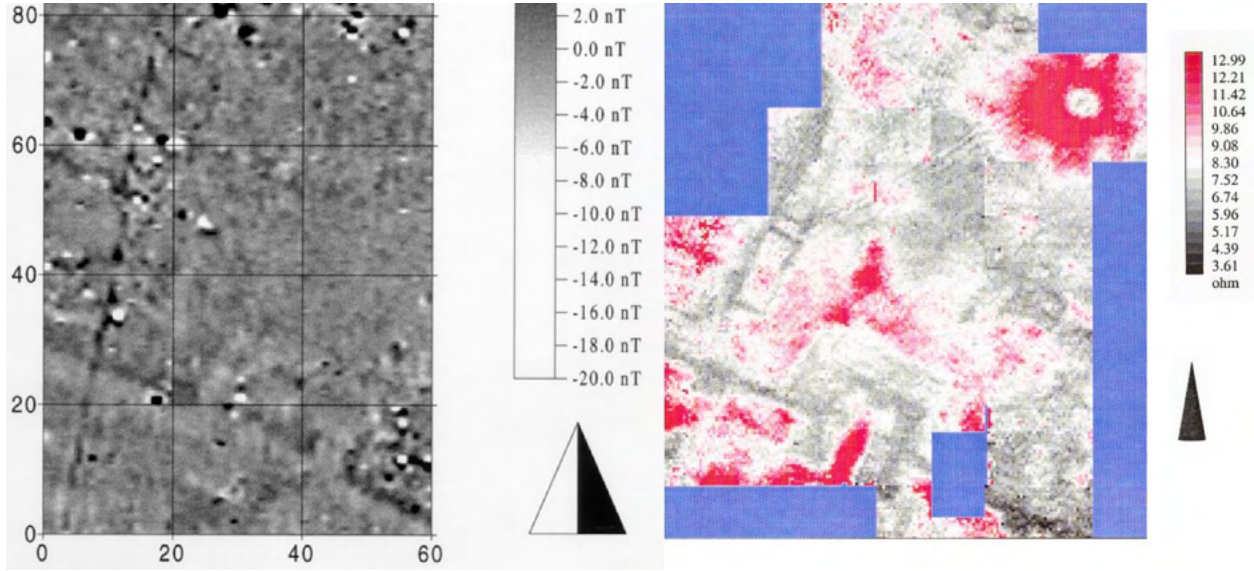 80
60
40
20
0
0 20 40 60
2.0 nT
0.0 nT
-2.0 nT
-4.0 nT
-6.0 nT
-8.0 nT
-10.0 nT
-12.0 nT
-14.0 nT
-16.0 nT
-18.0 nT
-20.0 nT
12.99
12.21
11.42
10.64
9.86
9.08
8.30
7.52
6.74
5.96
5.17
4.39
3.61
ohm